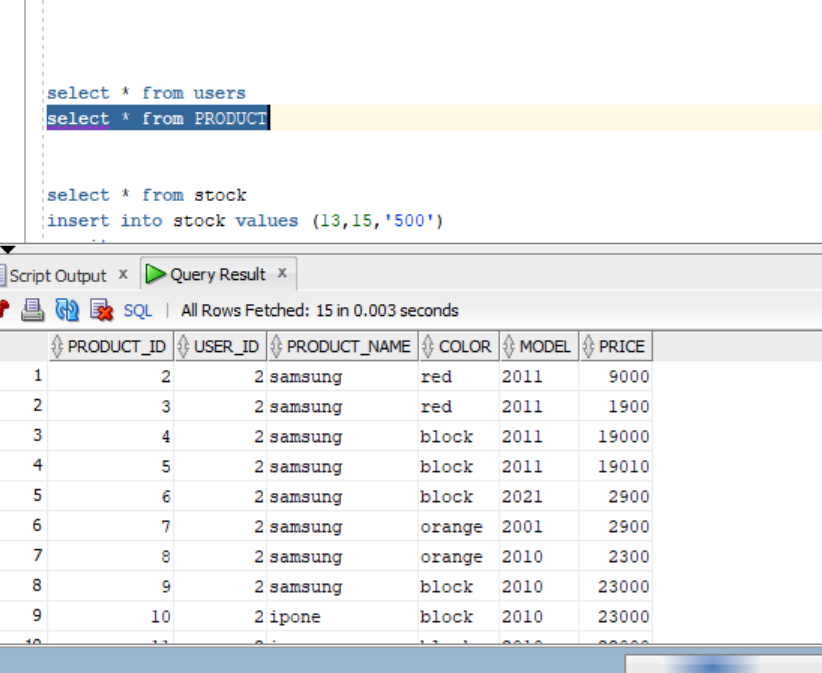 select * from users
select * from PRODUCT
select * from stock
insert into stock values (13,15,'500')
Script Output x Query Result x
SQL | All Rows Fetched: 15 in 0.003 seconds
PRODUCT_ID USER_ID PRODUCT_NAME COLOR MODEL PRICE
1 2 2 samsung red 2011 9000
2 3 2 samsung red 2011 1900
3 4 2 samsung block 2011 19000
4 5 2 samsung block 2011 19010
5 6 2 samsung block 2021 2900
6 7 2 samsung orange 2001 2900
7 8 2 samsung orange 2010 2300
8 9 2 samsung block 2010 23000
9 10 2 ipone block 2010 23000